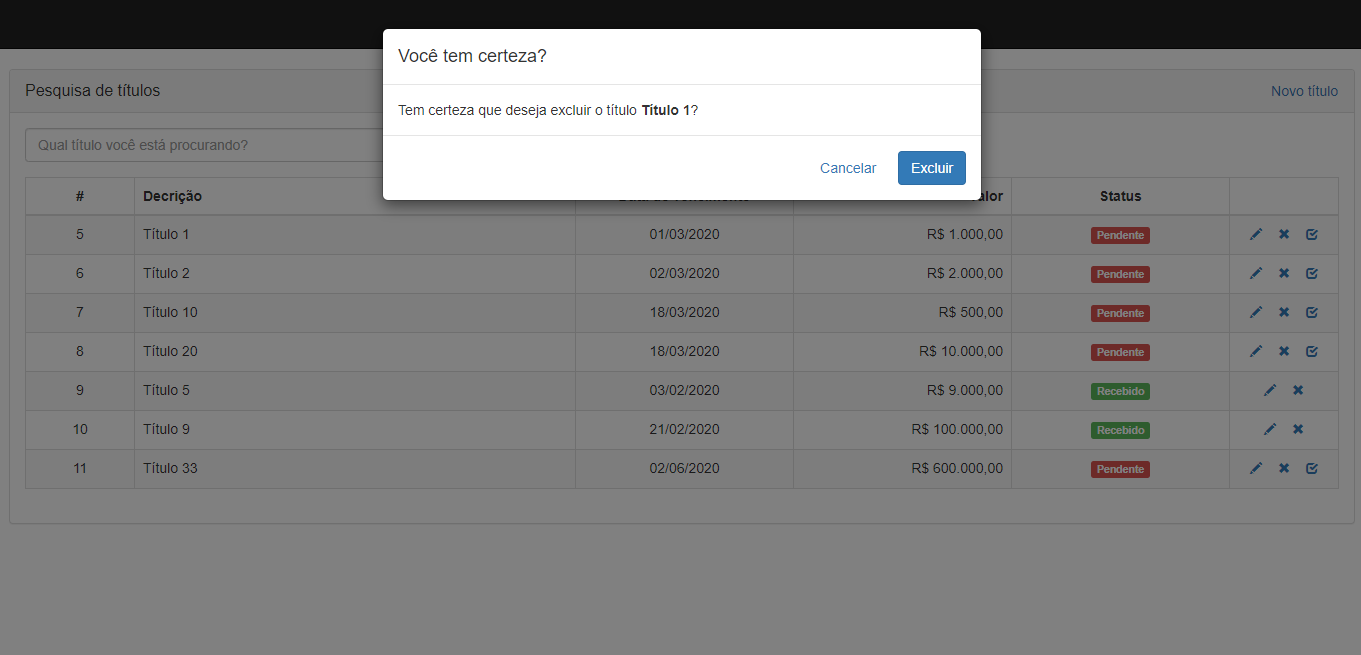 Você tem certeza?
Tem certeza que deseja excluir o título Título 1?
Cancelar Excluir
Pesquisa de títulos Novo título
Qual título você está procurando?
# Decrição Status
5 Título 1 01/03/2020 R$ 1.000,00 Pendente
6 Título 2 02/03/2020 R$ 2.000,00 Pendente
7 Título 10 18/03/2020 R$ 500,00 Pendente
8 Título 20 18/03/2020 R$ 10.000,00 Pendente
9 Título 5 03/02/2020 R$ 9.000,00 Recebido
10 Título 9 21/02/2020 R$ 100.000,00 Recebido
11 Título 33 02/06/2020 R$ 600.000,00 Pendente